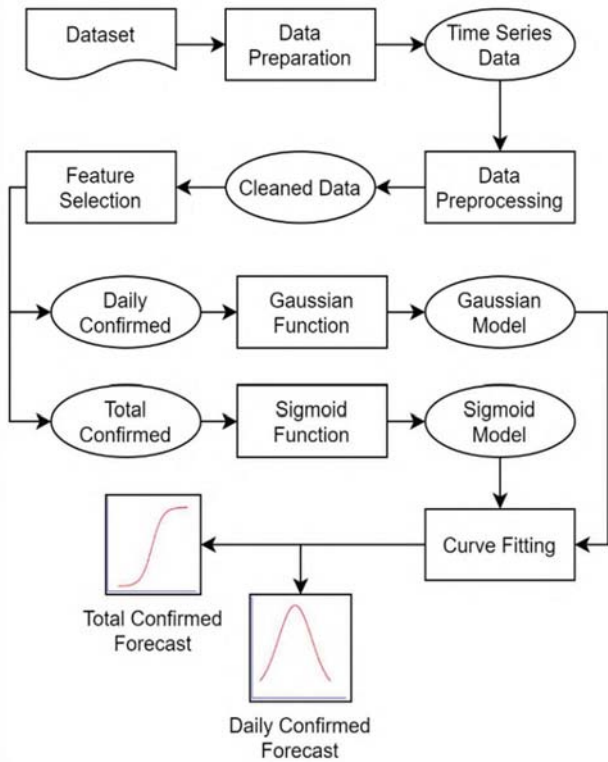 Dataset
Data
Preparation
Time Series
Data
Feature
Selection
Cleaned Data
Data
Preprocessing
Daily
Confirmed
Gaussian
Function
Gaussian
Model
Total
Confirmed
Sigmoid
Function
Sigmoid
Model
Curve Fitting
Total Confirmed
Forecast
Daily Confirmed
Forecast